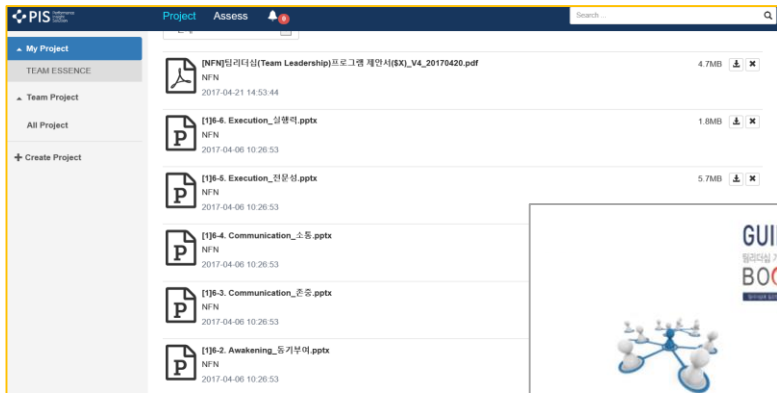 PIS Performance Insight
Project Assess 0
Search...
My Project
TEAM ESSENCE
Team Project
All Project
Create Project
[NFN]팀리더십(Team Leadership)프로그램 제안서($X)_V4_20170420.pdf
NFN
2017-04-21 14:53:44
4.7MB
[1]6-6. Execution_실행력.pptx
NFN
2017-04-06 10:26:53
1.8MB
[1]6-5. Execution_전문성.pptx
NFN
2017-04-06 10:26:53
5.7MB
[1]6-4. Communication_소통.pptx
NFN
2017-04-06 10:26:53
[1]6-3. Communication_존중.pptx
NFN
2017-04-06 10:26:53
[1]6-2. Awakening_동기부여.pptx
NFN
2017-04-06 10:26:53
팀리더십